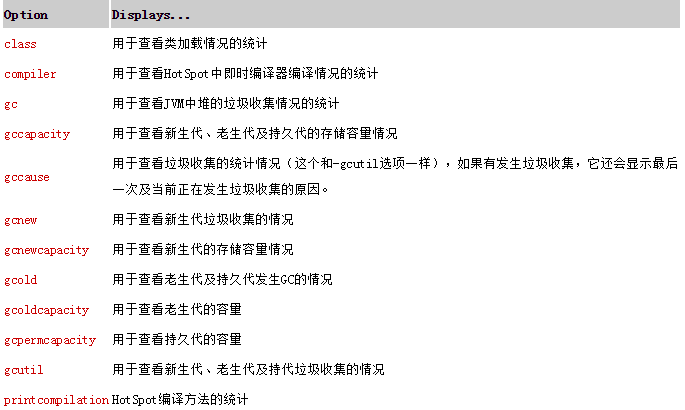 Option Displays...
class 用于查看类加载情况的统计
compiler 用于查看HotSpot中即时编译器编译情况的统计
gc 用于查看JVM中堆的垃圾收集情况的统计
gccapacity 用于查看新生代、老生代及持久代的存储容量情况
gccause 用于查看垃圾收集的统计情况（这个和-gcutil选项一样），如果有发生垃圾收集，它还会显示最后
一次及当前正在发生垃圾收集的原因。
gcnew 用于查看新生代垃圾收集的情况
gcnewcapacity 用于查看新生代的存储容量情况
gcold 用于查看老生代及持久代发生GC的情况
gcoldcapacity 用于查看老生代的容量
gcpermcapacity 用于查看持久代的容量
gcutil 用于查看新生代、老生代及持代垃圾收集的情况
printcompilation HotSpot编译方法的统计